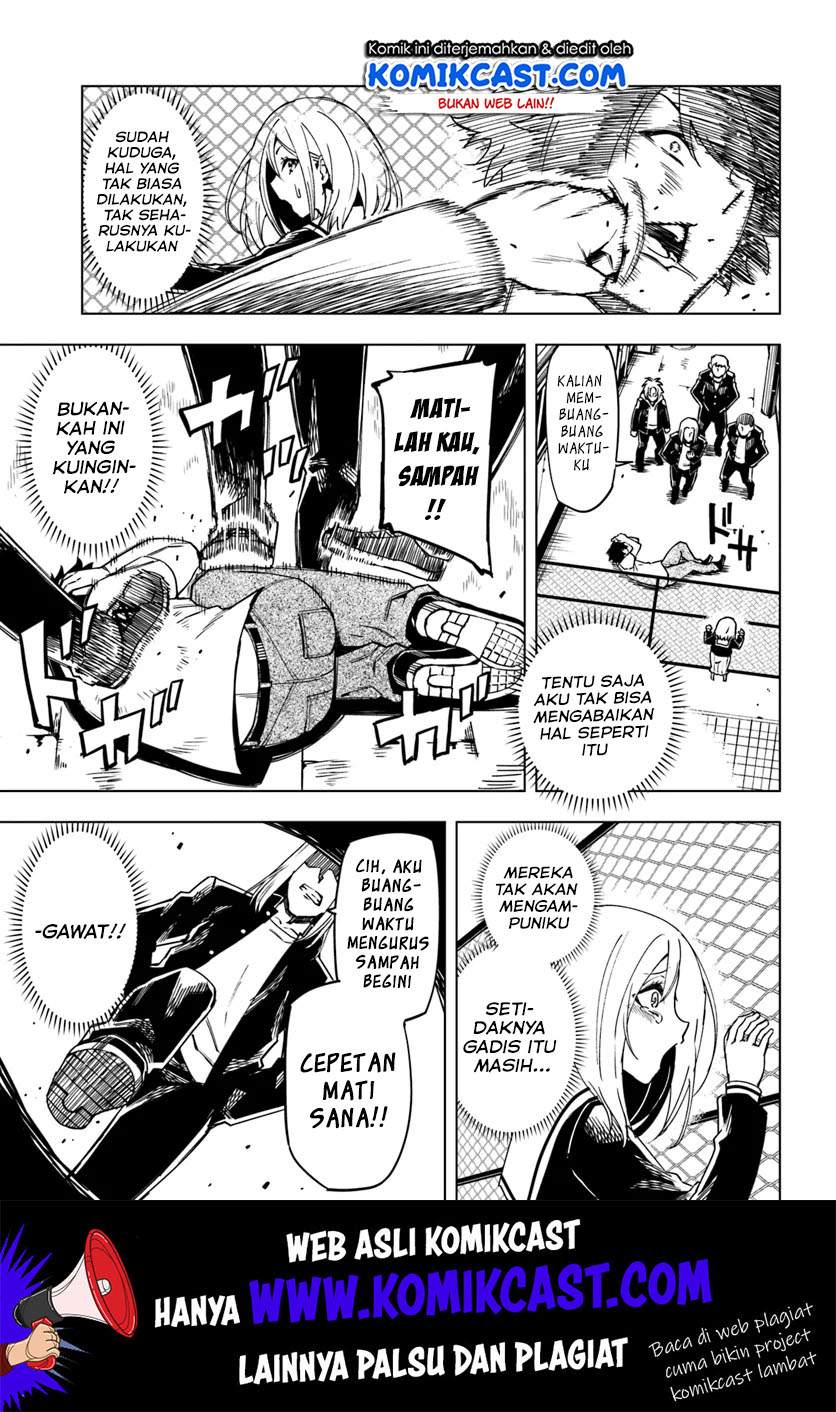 Komik ini diterjemahkan & diedit oleh
KOMIKCAST.COM
BUKAN WEB LAIN!!
SUDAH
KUDUGA,
HAL YANG
TAK BIASA
DILAKUKAN,
TAK SEHA-
RUSNYA KU-
LAKUKAN
KALIAN
MEM-
BUANG-
BUANG
WAKTU-
KU
ドサ
TENTU SAJA
AKU TAK BISA
MENGABAIKAN
HAL SEPERTI
ITU
MATI-
LAH KAU,
SAMPAH
!!
BUKAN-
KAH INI
YANG
KUINGIN-
KAN!!
MEREKA
TAK AKAN
MENGAM-
PUNIKU
SETI-
DAKNYA
GADIS ITU
MASIH...
CIH, AKU
BUANG-
BUANG
WAKTU
MENGURUS
SAMPAH
BEGINI
CEPETAN
MATI
SANA!!
-GAWAT!!
WEB ASLI KOMIKCAST
HANYA WWW.KOMIKCAST.COM
LAINNYA PALSU DAN PLAGIAT
Baca di web plagiat
cuma bikin project
komikcast lambat